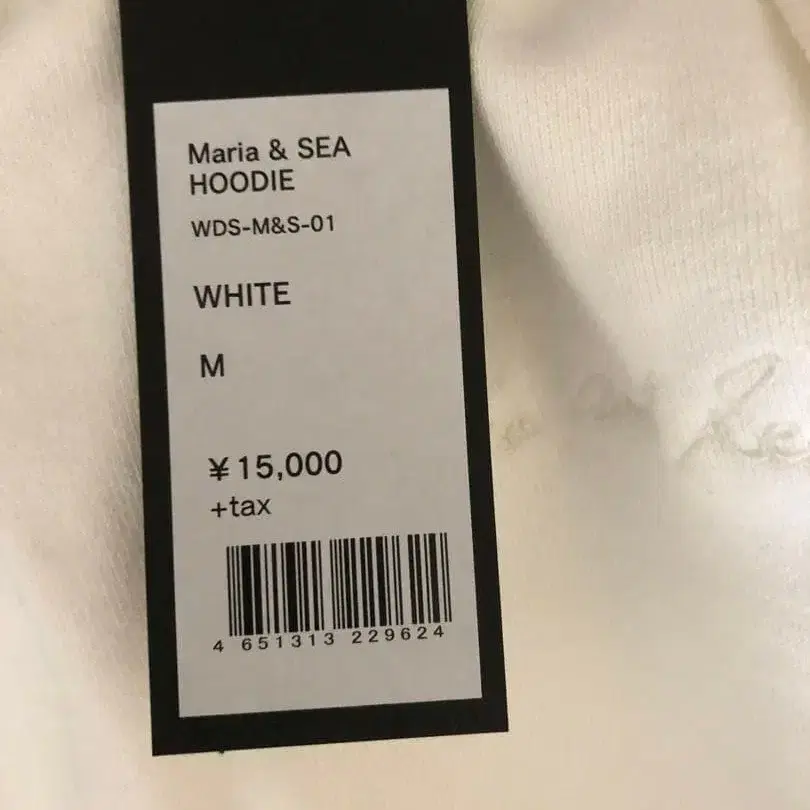 Maria & SEA
HOODIE
WDS-M&S-01
WHITE
M
¥15,000
+tax
4 651313 229624